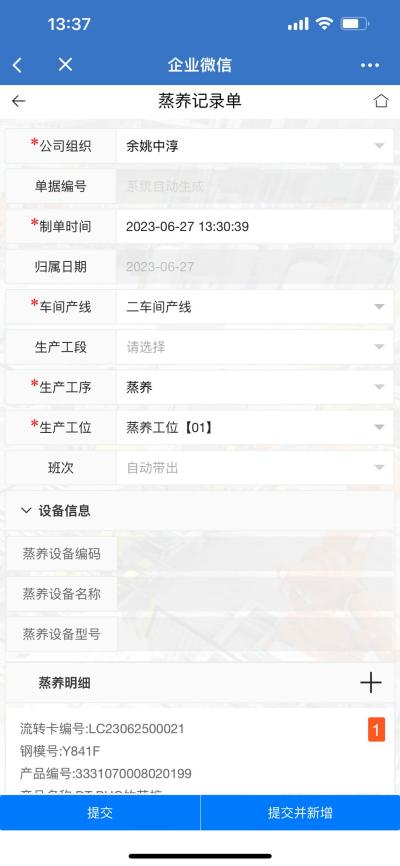 13:37
企业微信
蒸养记录单
*公司组织 余姚中淳
单据编号 系统自动生成
*制单时间 2023-06-27 13:30:39
归属日期 2023-06-27
*车间产线 二车间产线
生产工段 请选择
*生产工序 蒸养
*生产工位 蒸养工位【01】
班次 自动带出
设备信息
蒸养设备编码
蒸养设备名称
蒸养设备型号
蒸养明细
流转卡编号:LC23062500021 1
钢模号:Y841F
产品编号:3331070008020199
提交 提交并新增